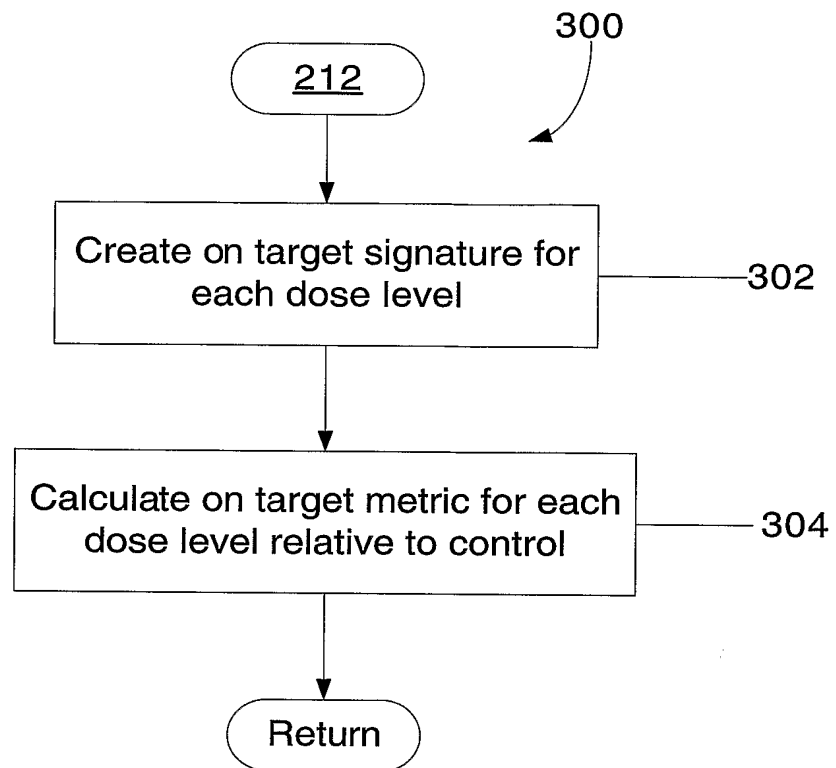 300
212
Create on target signature for
each dose level
302
Calculate on target metric for each
dose level relative to control
304
Return